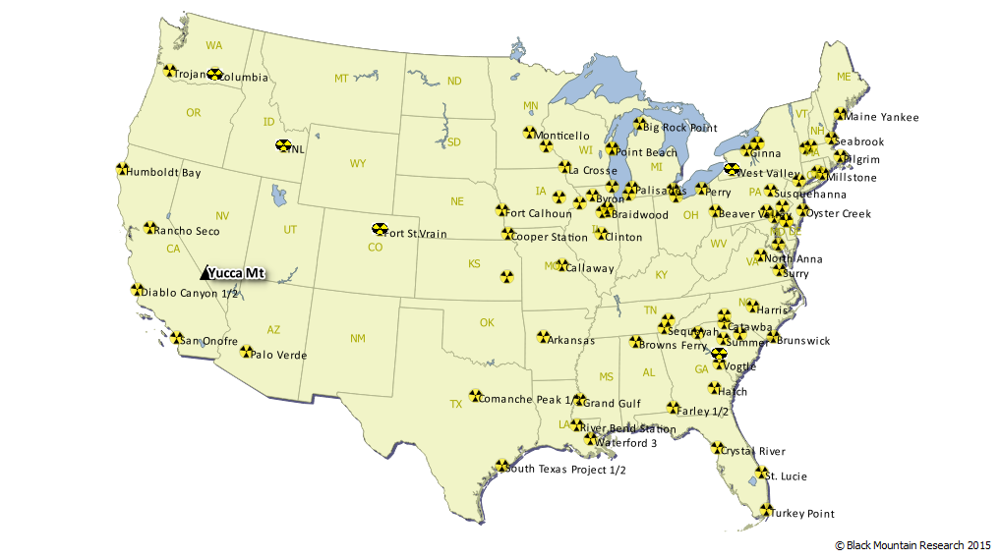 WA
Trojan
Columbia
MT
ND
ME
OR
ID
MN
Monticello
Big Rock Point
VT
NH
Maine Yankee
INL
SD
WI
Point Beach
MI
Ginna
Seabrook
Pilgrim
Humboldt Bay
WY
La Crosse
West Valley
Millstone
IA
Palisades
Perry
PA
Susquehanna
NE
Byron
Fort Calhoun
Braidwood
OH
Beaver Valley
Oyster Creek
NV
UT
Rancho Seco
Fort St.Vrain
CO
Cooper Station
Clinton
MD
DE
CA
WV
Yucca Mt
KS
MO
Callaway
KY
VA
North Anna
Surry
Diablo Canyon 1/2
NC
Harris
TN
OK
AZ
NM
San Onofre
Palo Verde
Arkansas
Sequoyah
Catawba
Browns Ferry
Summer
Brunswick
MS
AL
GA
Vogtle
Hatch
TX
Comanche Peak 1/2
Grand Gulf
Farley 1/2
LA
River Bend Station
Waterford 3
Crystal River
South Texas Project 1/2
St. Lucie
Turkey Point
© Black Mountain Research 2015